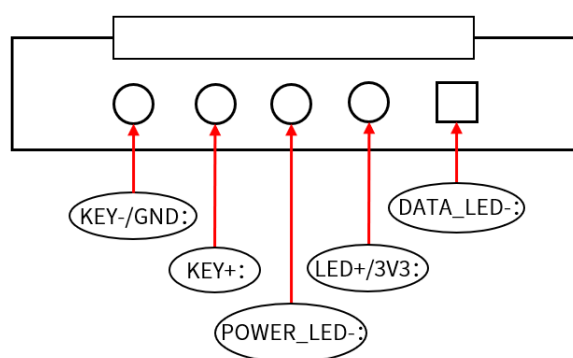 KEY-/GND：
KEY+：
POWER_LED-：
LED+/3V3：
DATA_LED-：